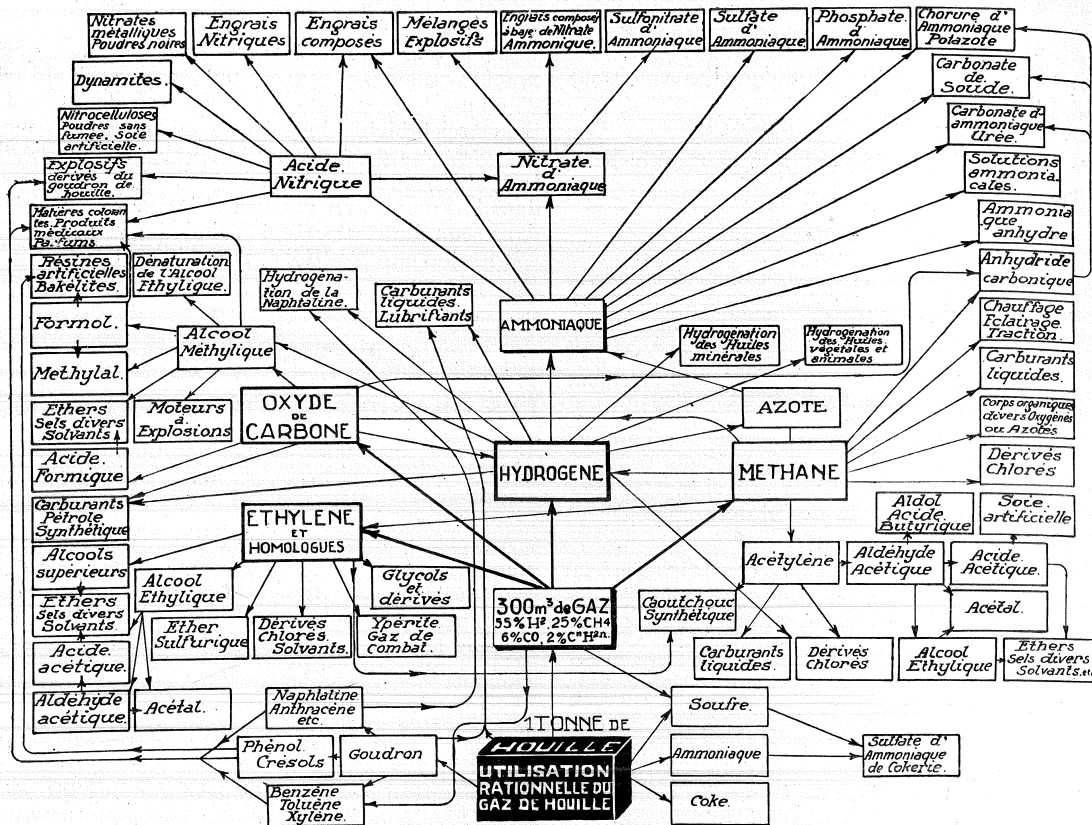 Nitrates
métalliques
Poudres noires
Engrais
Nitriques
Engrais
composés
Mélanges
Explosifs
Engrais composés
à base de Nitrate
Ammonique.
Sulfonitrate
d'
Ammoniaque
Sulfate
d'
Ammoniaque
Phosphate.
d'
Ammoniaque
Chorure d'
Ammoniaque
Polazote
Dynamites.
Carbonate
de
Soude.
Nitrocelluloses
Poudres sans
fumée. Soie
artificielle.
Carbonate d'
ammoniaque
Urée.
Explosifs
dérivés du
goudron de
houille.
Acide.
Nitrique
Nitrate.
d'
Ammoniaque
Solutions
ammonia
cales.
Matières coloran
tes. Produits
médicaux
Parfums
Ammonia
que
anhydre
Résines
artificielles
Bakélites.
Dénaturation
de l'Alcool
Ethylique.
Hydrogéna-
tion de la
Naphtaline.
Carburants
liquides.
Lubrifiants
Anhydride
carbonique
Formol.
Alcool
Méthylique
AMMONIAQUE
Hydrogénation
des Huiles
minérales
Hydrogénation
des Huiles.
végétales et
animales
Chauffage
Eclairage.
Traction.
Methylal.
Carburants
liquides.
Ethers
Sels divers
Solvants.
Moteurs
à
Explosions
OXYDE
DE
CARBONE
AZOTE.
Corps organiques
divers Oxygénés
ou Azotés
Acide.
Formique
HYDROGENE
METHANE
Dérivés
Chlorés
Carburants
Pétrole
Synthétique
ETHYLENE
ET
HOMOLOGUES
Aldol
Acide
Butyrique
Soie.
artificielle
Alcools
supérieurs
Alcool
Ethylique
Glycols
et
dérivés
Acétylène
Aldéhyde
Acétique
Acide.
Acétique.
Ethers
Sels divers
Solvants.
Ether
Sulfurique
Dérivés
Chlorés.
Solvants.
Ypérite
Gaz de
Combat.
300m³ de GAZ
55% H², 25% CH4
6% CO, 2% CⁿH²ⁿ.
Caoutchouc
Synthétique
Acétal.
Acide
acétique.
Carburants
liquides.
Dérivés
Chlorés
Alcool
Ethylique
Ethers
Sels divers
Solvants. etc
Aldéhyde
acétique.
Acétal.
Naphtaline
Anthracène
etc.
Soufre.
1 TONNE DE
HOUILLE
Phénol
Crésols
Goudron
Ammoniaque
Sulfate d'
Ammoniaque
de Cokerie.
UTILISATION
RATIONNELLE DU
GAZ DE HOUILLE
Benzène
Toluène
Xylène.
Coke.